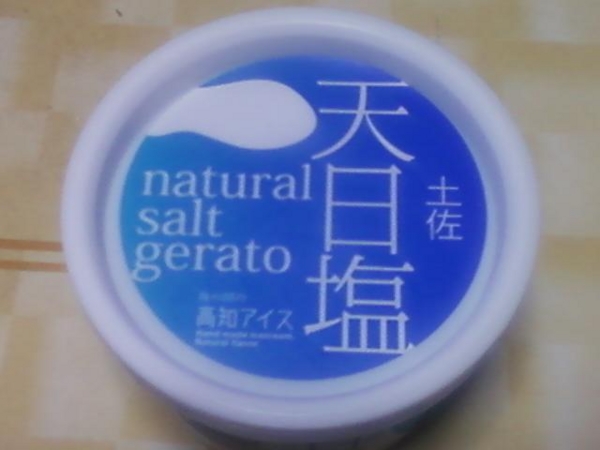 土佐
天日塩
natural
salt
gerato
高知アイス